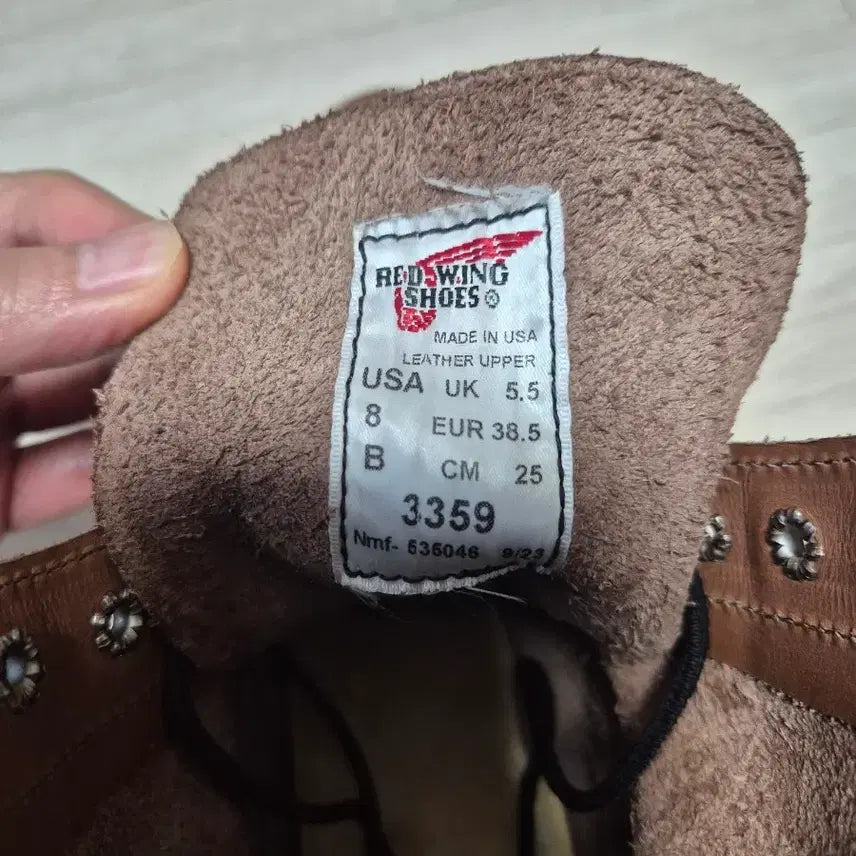 RED WING
SHOES ®
MADE IN USA
LEATHER UPPER
USA UK 5.5
8 EUR 38.5
B CM 25
3359
Nmf- 535046 9/23